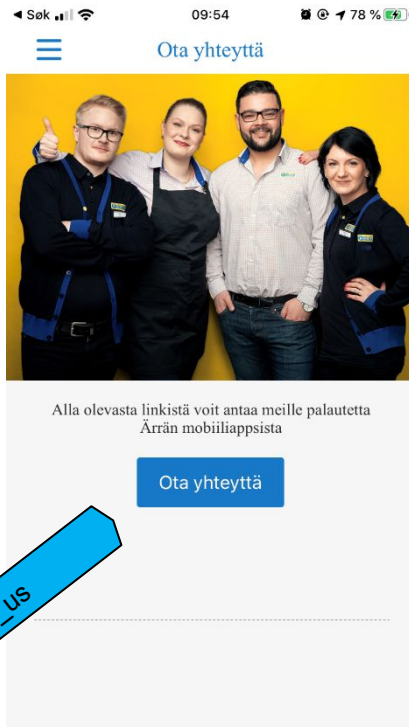 Søk 09:54 78 %
Ota yhteyttä
Alla olevasta linkistä voit antaa meille palautetta
Ärrän mobiiliappsista
Ota yhteyttä
_us